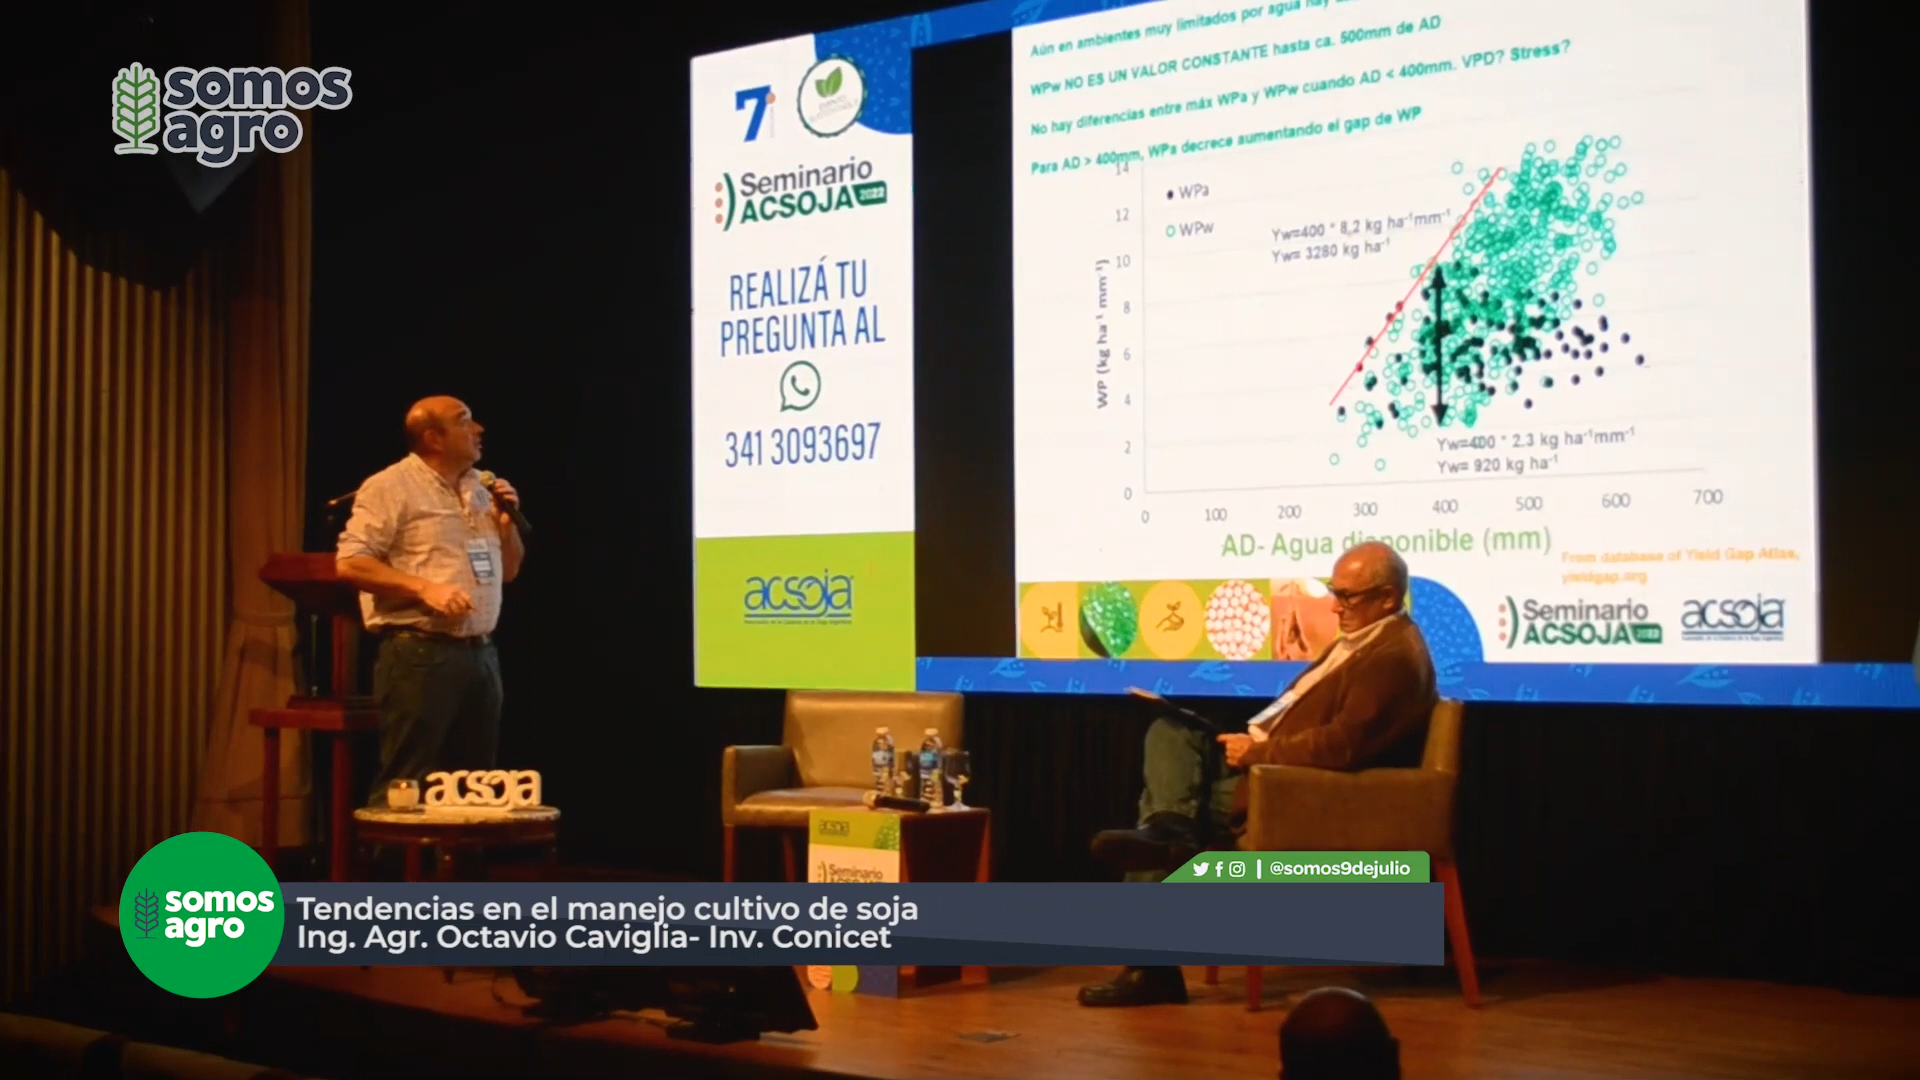 somos
agro
7
Seminario
ACSOJA 2022
REALIZÁ TU
PREGUNTA AL
341 3093697
acsoja
Aún en ambientes muy limitados por agua hay
WPw NO ES UN VALOR CONSTANTE hasta ca. 500mm de AD
No hay diferencias entre máx WPa y WPw cuando AD < 400mm. VPD? Stress?
Para AD > 400mm, WPa decrece aumentando el gap de WP
WPa
WPw
Yw=400 * 8,2 kg ha⁻¹mm⁻¹
Yw= 3280 kg ha⁻¹
Yw=400 * 2.3 kg ha⁻¹mm⁻¹
Yw= 920 kg ha⁻¹
WP (kg ha⁻¹ mm⁻¹)
14
12
10
8
6
4
2
0
0 100 200 300 400 500 600 700
AD- Agua disponible (mm)
From database of Yield Gap Atlas,
yieldgap.org
Seminario
ACSOJA
acsoja
acsoja
Seminario
@somos9dejulio
somos
agro
Tendencias en el manejo cultivo de soja
Ing. Agr. Octavio Caviglia- Inv. Conicet